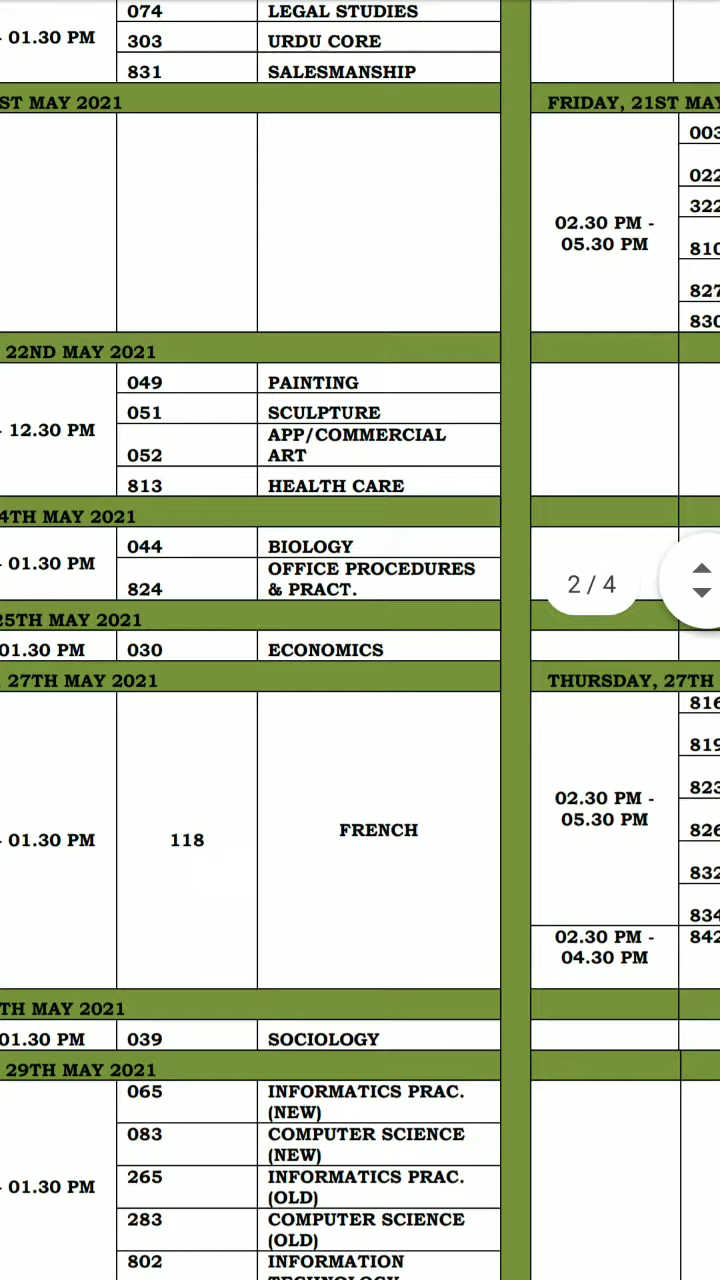 074 LEGAL STUDIES
- 01.30 PM 303 URDU CORE
831 SALESMANSHIP
ST MAY 2021 FRIDAY, 21ST MAY
003
022
322
02.30 PM -
05.30 PM
810
827
830
22ND MAY 2021
049 PAINTING
051 SCULPTURE
- 12.30 PM
052 APP/COMMERCIAL
ART
813 HEALTH CARE
4TH MAY 2021
044 BIOLOGY
- 01.30 PM
824 OFFICE PROCEDURES
& PRACT.
2 / 4
25TH MAY 2021
01.30 PM 030 ECONOMICS
27TH MAY 2021 THURSDAY, 27TH
- 01.30 PM 118 FRENCH
02.30 PM -
05.30 PM
816
819
823
826
832
834
02.30 PM -
04.30 PM
842
TH MAY 2021
01.30 PM 039 SOCIOLOGY
29TH MAY 2021
065 INFORMATICS PRAC.
(NEW)
083 COMPUTER SCIENCE
(NEW)
- 01.30 PM
265 INFORMATICS PRAC.
(OLD)
283 COMPUTER SCIENCE
(OLD)
802 INFORMATION
TECHNOLOGY